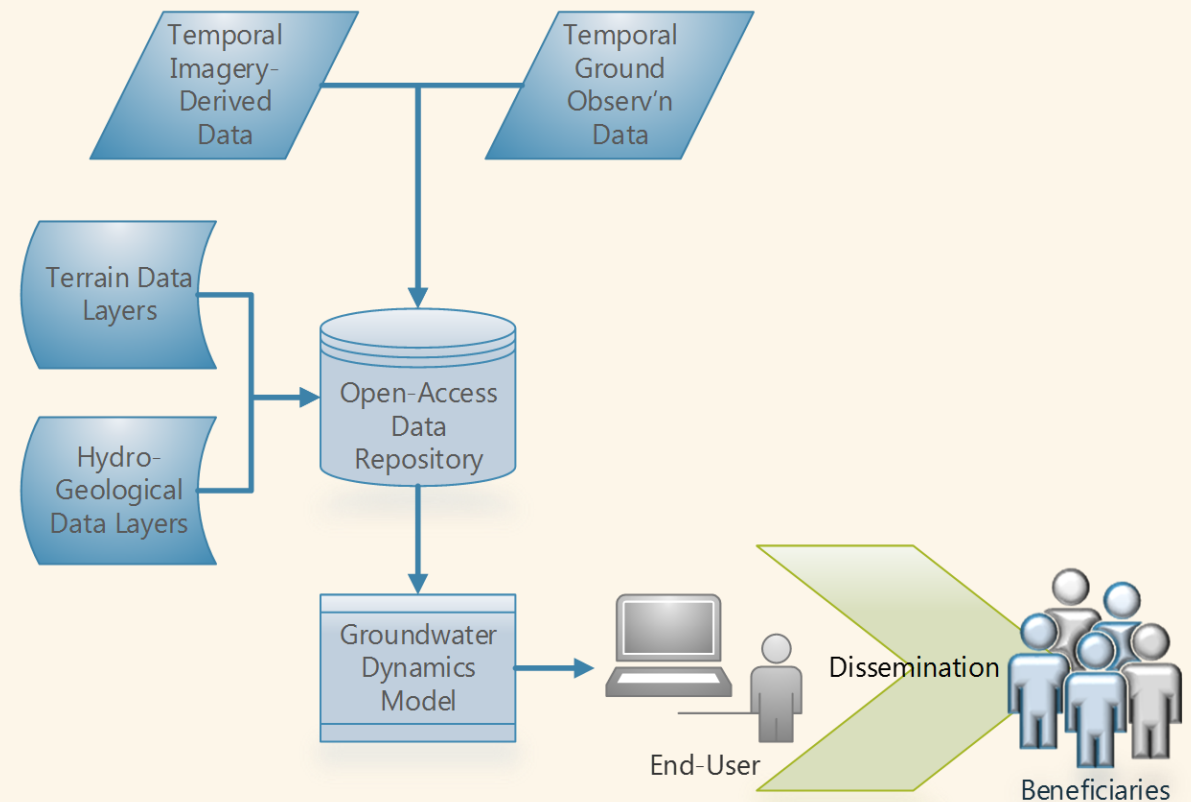 Temporal
Imagery-
Derived
Data
Temporal
Ground
Observ'n
Data
Terrain Data
Layers
Hydro-
Geological
Data Layers
Open-Access
Data
Repository
Groundwater
Dynamics
Model
End-User
Dissemination
Beneficiaries